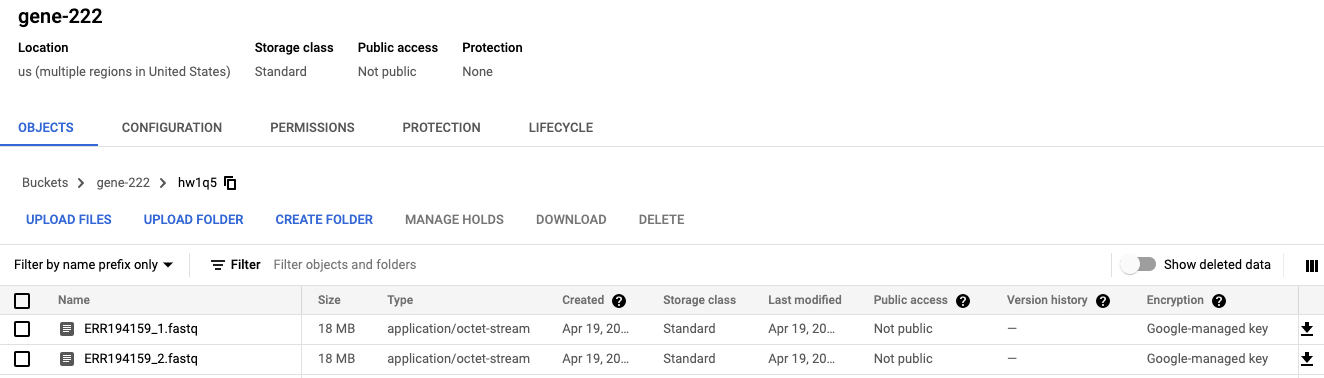 gene-222
Location Storage class Public access Protection
us (multiple regions in United States) Standard Not public None
OBJECTS CONFIGURATION PERMISSIONS PROTECTION LIFECYCLE
Buckets > gene-222 > hw1q5
UPLOAD FILES UPLOAD FOLDER CREATE FOLDER MANAGE HOLDS DOWNLOAD DELETE
Filter by name prefix only Filter Filter objects and folders Show deleted data
Name Size Type Created Storage class Last modified Public access Version history Encryption
ERR194159_1.fastq 18 MB application/octet-stream Apr 19, 20... Standard Apr 19, 20... Not public — Google-managed key
ERR194159_2.fastq 18 MB application/octet-stream Apr 19, 20... Standard Apr 19, 20... Not public — Google-managed key